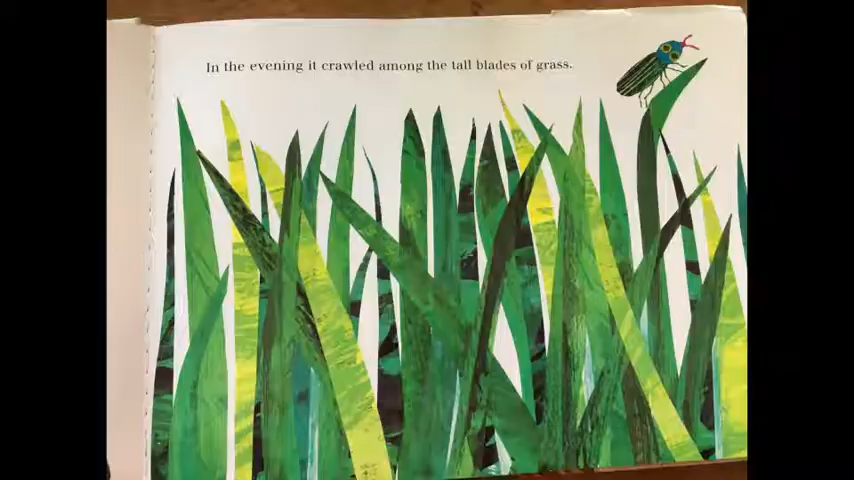 In the evening it crawled among the tall blades of grass.